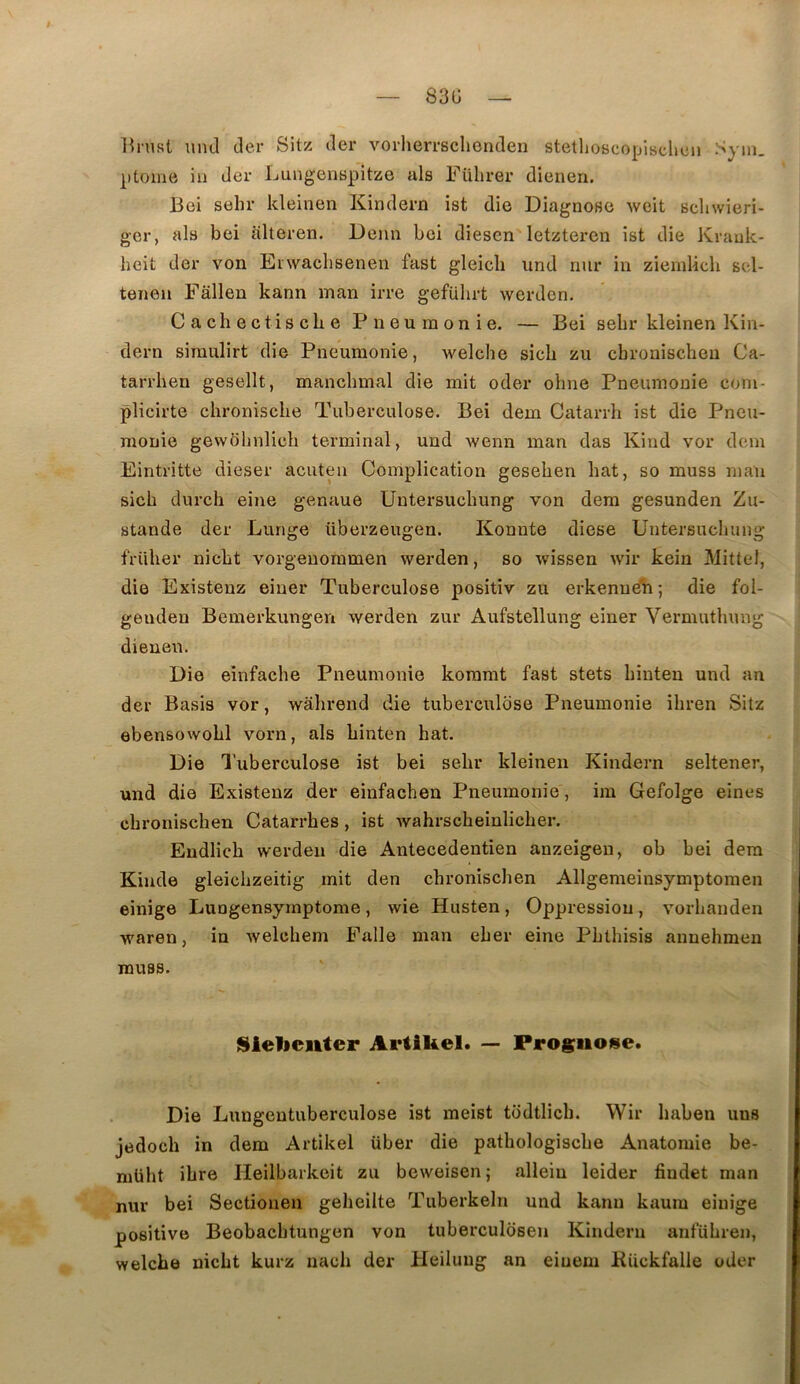 — 836 —
Brust und der Sitz der vorherrschenden stethoscopischen Sym-
ptome in der Lungenspitze als Führer dienen.
Bei sehr kleinen Kindern ist die Diagnose weit schwieri-
ger, als bei älteren. Denn bei diesen letzteren ist die Krank-
heit der von Erwachsenen fast gleich und nur in ziemlich sel-
tenen Fällen kann man irre geführt werden.
Cachectische Pneumonie. — Bei sehr kleinen Kin-
dern simulirt die Pneumonie, welche sich zu chronischen Ca-
tarrhen gesellt, manchmal die mit oder ohne Pneumonie com-
plicirte chronische Tuberculose. Bei dem Catarrh ist die Pneu-
monie gewöhnlich terminal, und wenn man das Kind vor dem
Eintritte dieser acuten Complication gesehen hat, so muss man
sich durch eine genaue Untersuchung von dem gesunden Zu-
stande der Lunge überzeugen. Konnte diese Untersuchung
früher nicht vorgenommen werden, so wissen wir kein Mittel,
die Existenz einer Tuberculose positiv zu erkennen; die fol-
genden Bemerkungen werden zur Aufstellung einer Vermuthung
dienen.
Die einfache Pneumonie kommt fast stets hinten und an
der Basis vor, während die tuberculöse Pneumonie ihren Sitz
ebensowohl vorn, als hinten hat.
Die Tuberculose ist bei sehr kleinen Kindern seltener,
und die Existenz der einfachen Pneumonie, im Gefolge eines
chronischen Catarrhes, ist wahrscheinlicher.
Endlich werden die Antecedentien anzeigen, ob bei dem
Kinde gleichzeitig mit den chronischen Allgemeinsymptomen
einige Lungensymptome, wie Husten, Oppression, vorhanden
waren, in welchem Falle man eher eine Phthisis annehmen
muss.
Siebenter Artikel. — Prognose.
Die Lungentuberculose ist meist tödtlich. Wir haben uns
jedoch in dem Artikel über die pathologische Anatomie be-
müht ihre Heilbarkeit zu beweisen; allein leider findet man
nur bei Sectionen geheilte Tuberkeln und kann kaum einige
positive Beobachtungen von tuberculösen Kindern anführen,
welche nicht kurz nach der Heilung an einem Rückfalle oder